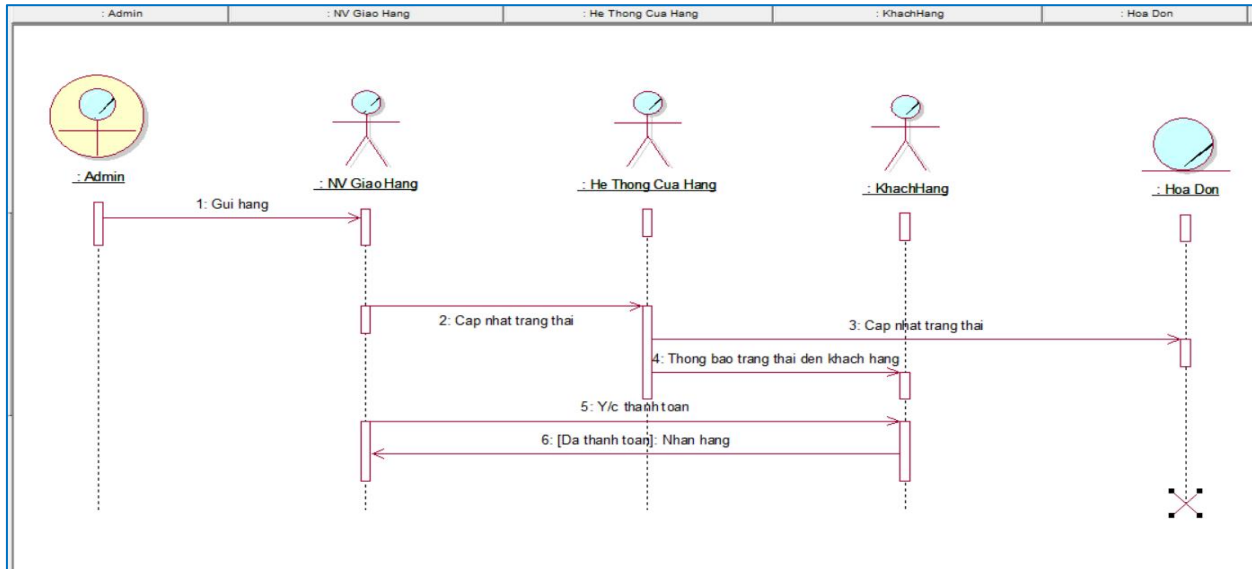 : Admin
: NV Giao Hang
: He Thong Cua Hang
: KhachHang
: Hoa Don
: Admin
: NV Giao Hang
: He Thong Cua Hang
: KhachHang
: Hoa Don
1: Gui hang
2: Cap nhat trang thai
3: Cap nhat trang thai
4: Thong bao trang thai den khach hang
5: Y/c thanh toan
6: [Da thanh toan]: Nhan hang